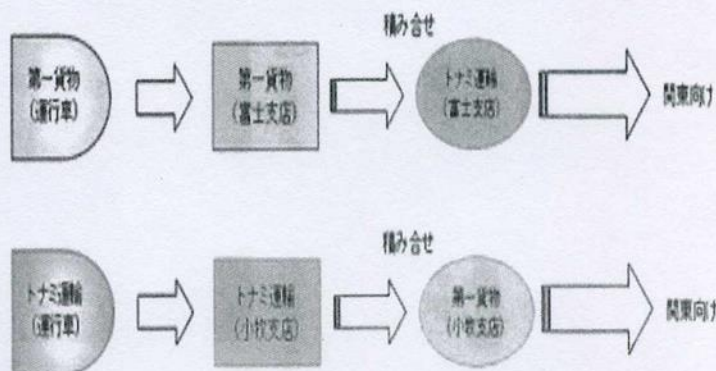 積み合せ
第一貨物
(運行車)
第一貨物
(富士支店)
トナミ運輸
(富士支店)
関東向け
積み合せ
トナミ運輸
(運行車)
トナミ運輸
(小牧支店)
第一貨物
(小牧支店)
関東向け